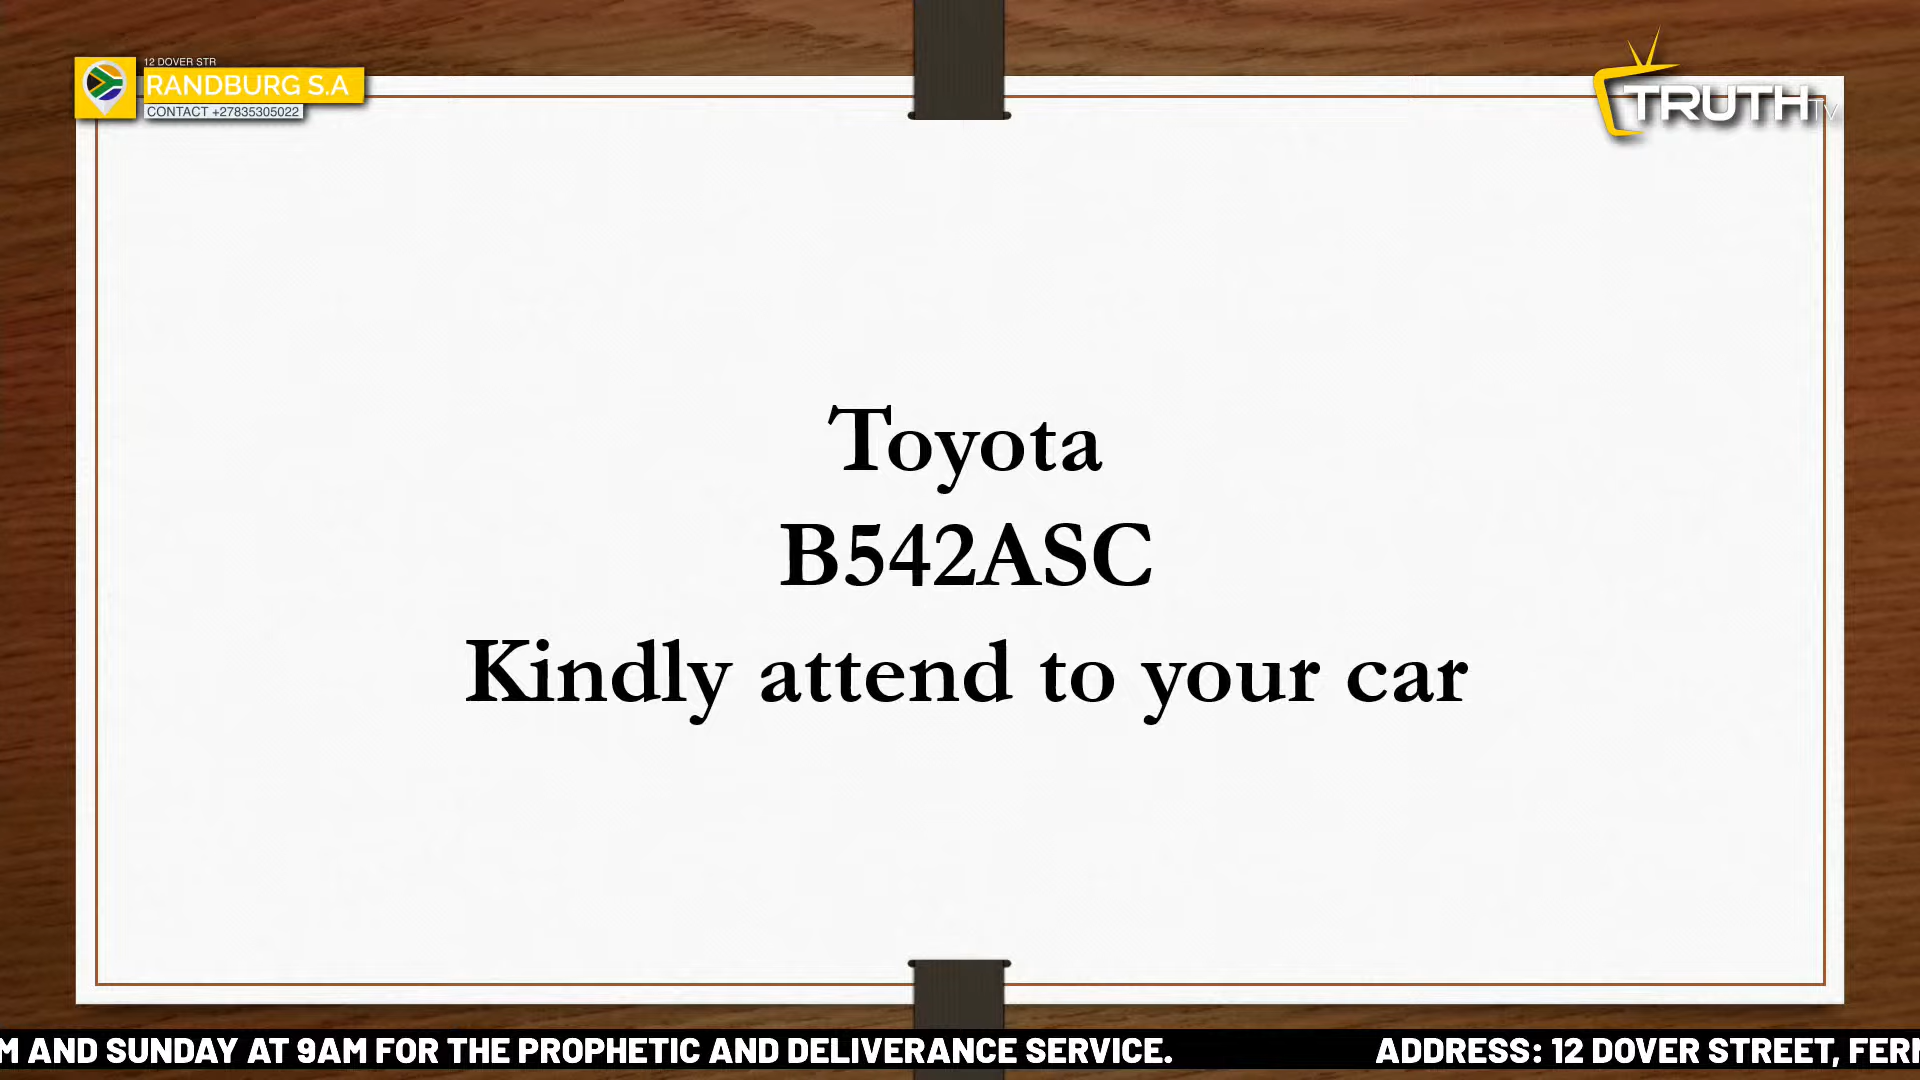 12 DOVER STR
RANDBURG S.A
CONTACT +27835305022
TRUTH TV
Toyota
B542ASC
Kindly attend to your car
M AND SUNDAY AT 9AM FOR THE PROPHETIC AND DELIVERANCE SERVICE. ADDRESS: 12 DOVER STREET, FERN